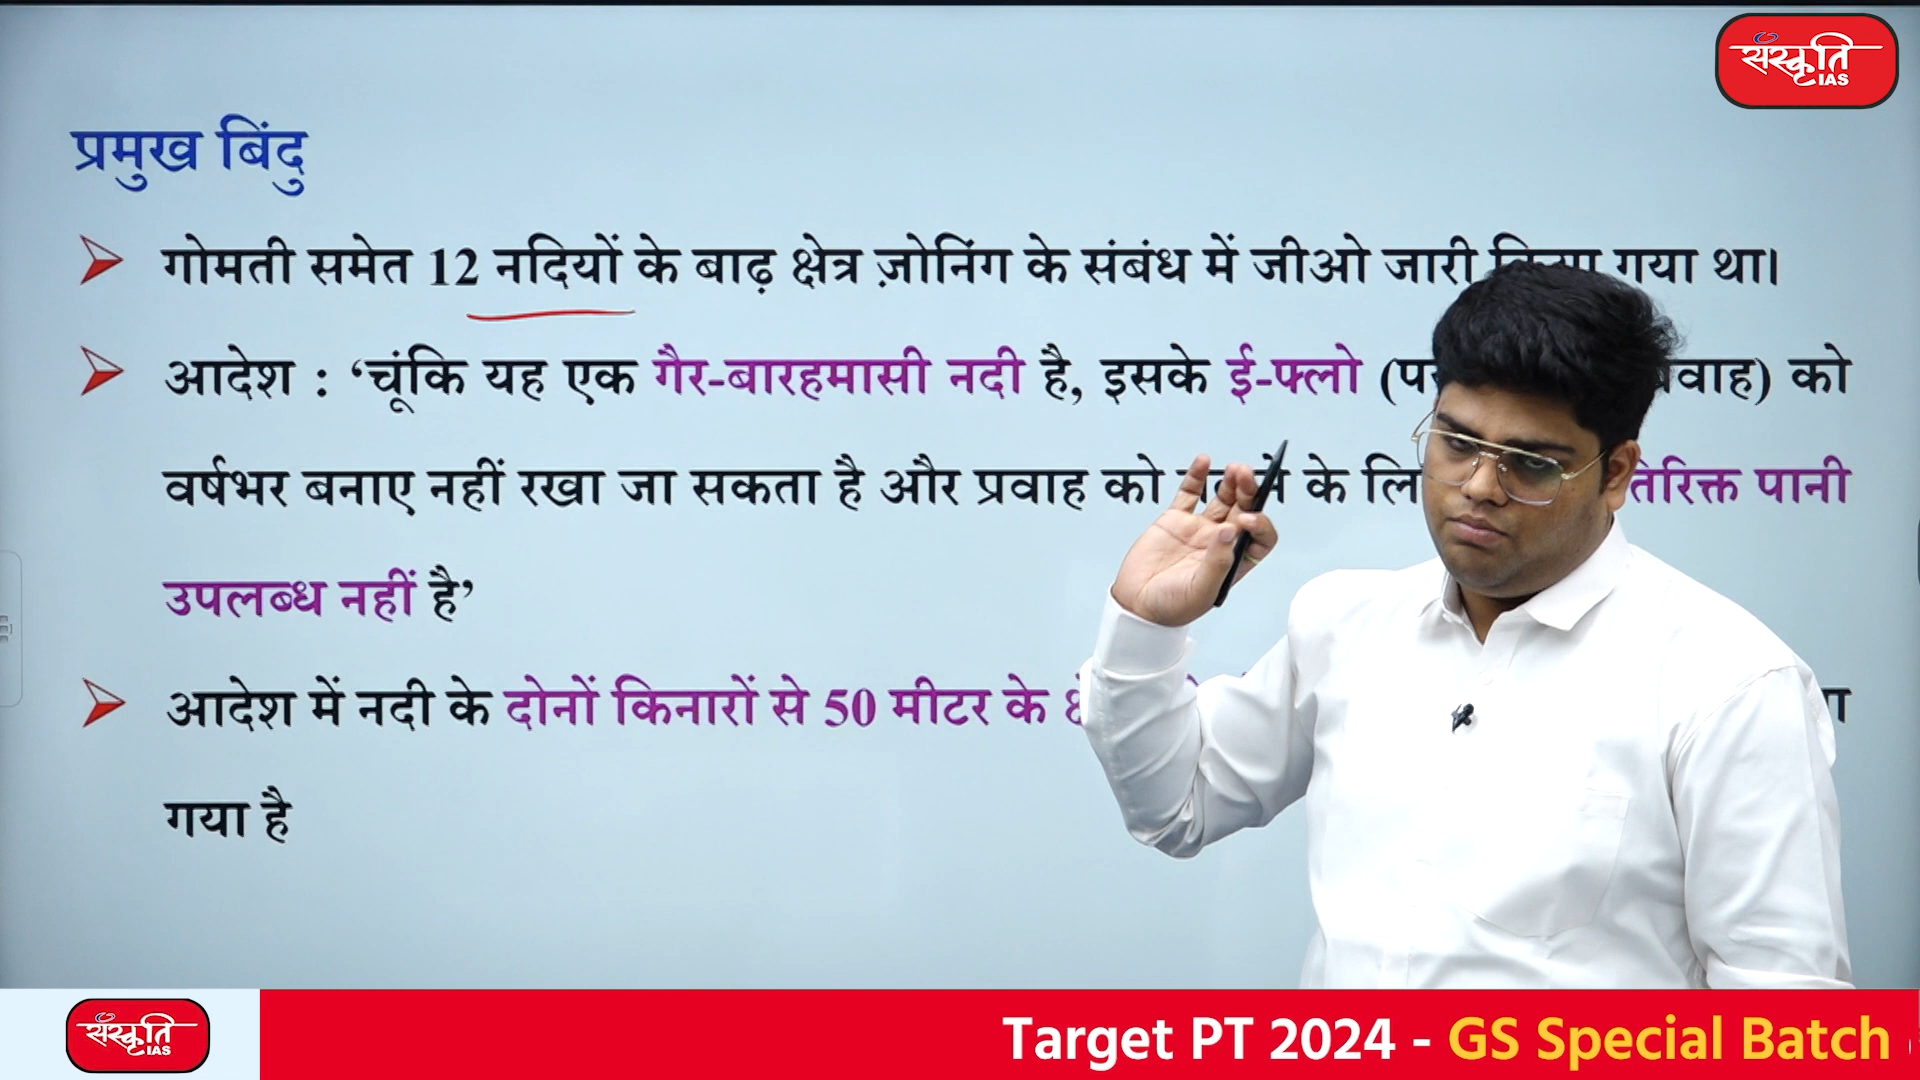 संस्कृति
IAS
प्रमुख बिंदु
गोमती समेत 12 नदियों के बाढ़ क्षेत्र ज़ोनिंग के संबंध में जीओ जारी किया गया था।
आदेश : ‘चूंकि यह एक गैर-बारहमासी नदी है, इसके ई-फ्लो को
वर्षभर बनाए नहीं रखा जा सकता है और प्रवाह को के पानी
उपलब्ध नहीं है’
आदेश में नदी के दोनों किनारों से 50 मीटर के
गया है
संस्कृति
IAS
Target PT 2024 - GS Special Batch